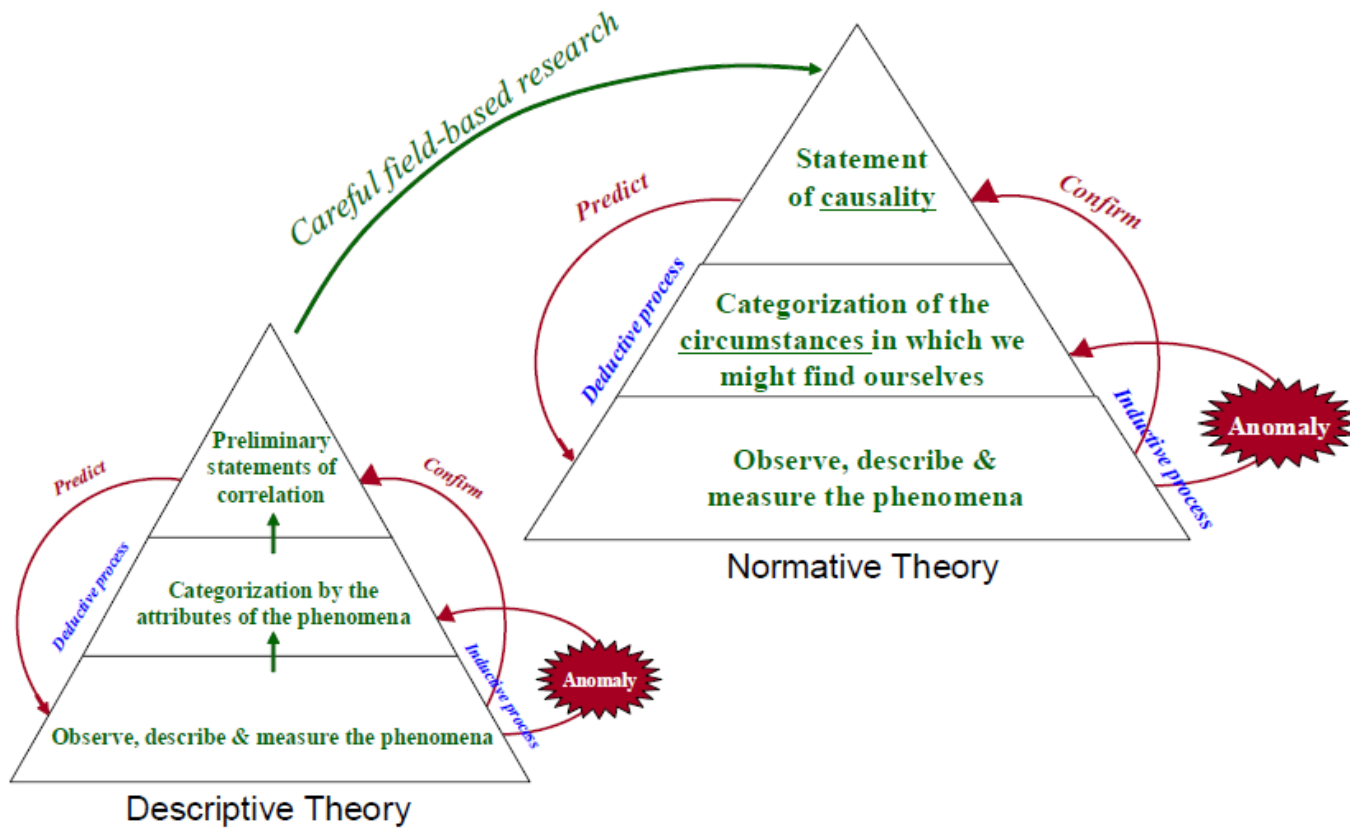 Careful field-based research
Statement
of causality
Predict
Confirm
Deductive process
Categorization of the
circumstances in which we
might find ourselves
Inductive process
Anomaly
Observe, describe &
measure the phenomena
Normative Theory
Preliminary
statements of
correlation
Predict
Confirm
Deductive process
Categorization by the
attributes of the phenomena
Inductive process
Anomaly
Observe, describe & measure the phenomena
Descriptive Theory